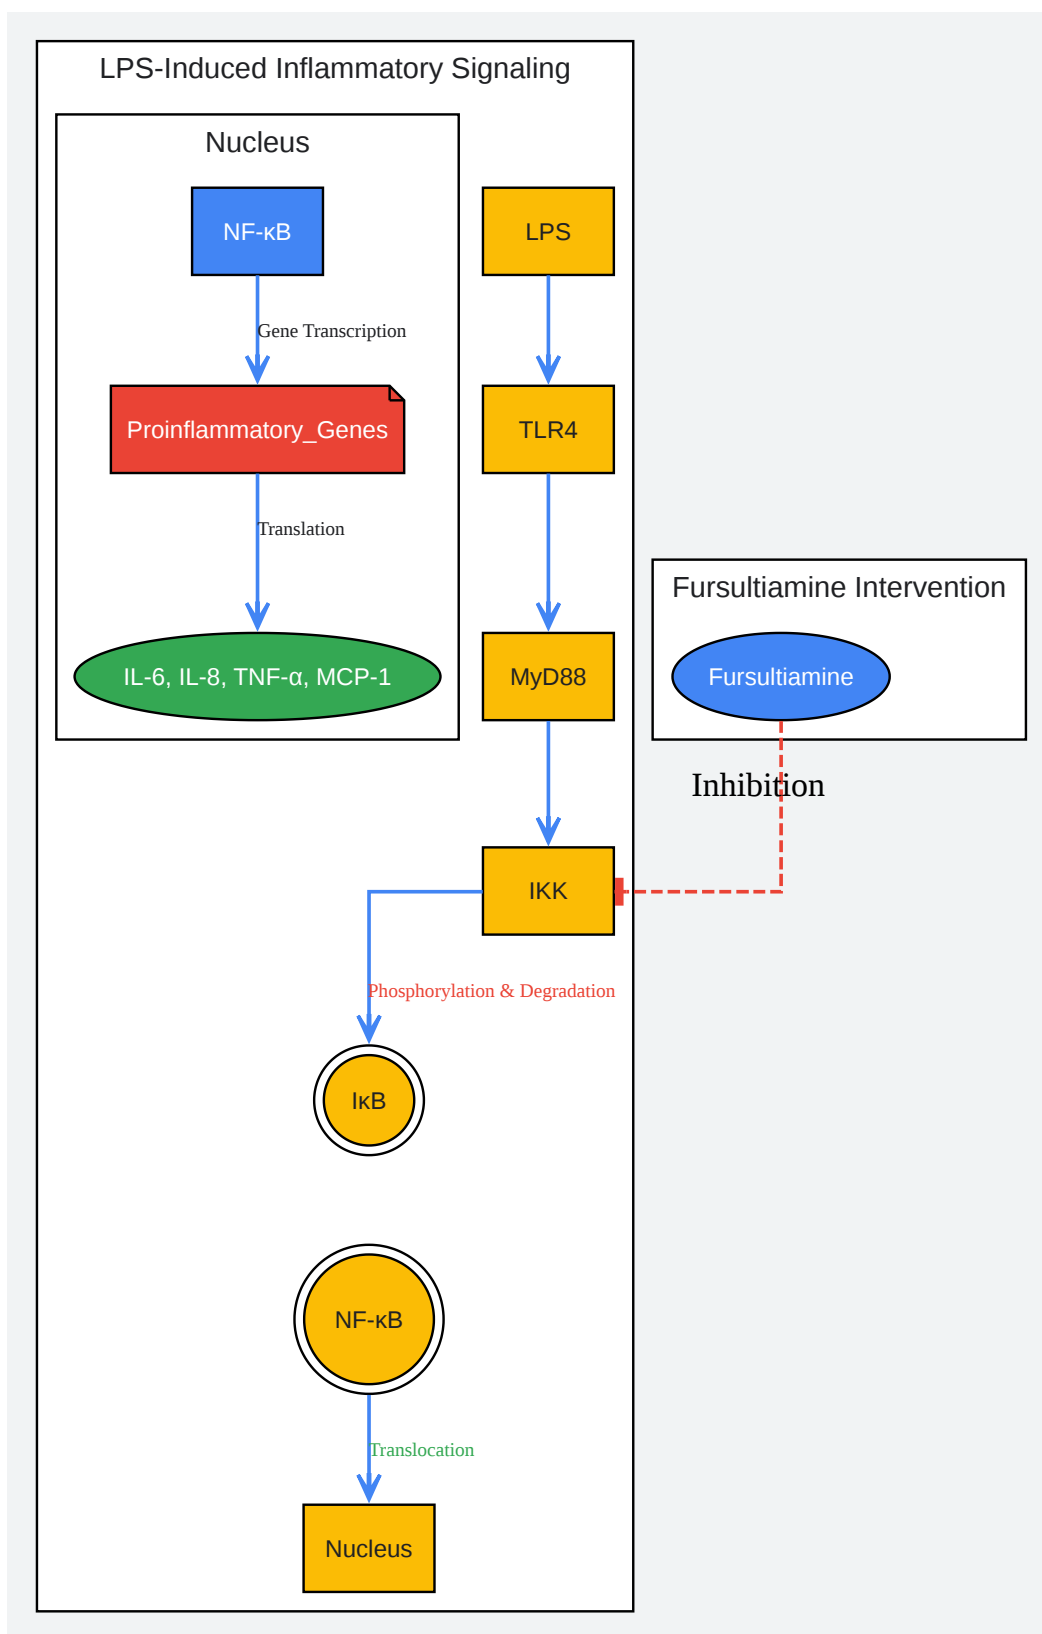 LPS-Induced Inflammatory Signaling
Nucleus
NF-κB
LPS
Gene Transcription
Proinflammatory_Genes
TLR4
Translation
Fursultiamine Intervention
IL-6, IL-8, TNF-α, MCP-1
MyD88
Fursultiamine
Inhibition
IKK
Phosphorylation & Degradation
IκB
NF-κB
Translocation
Nucleus